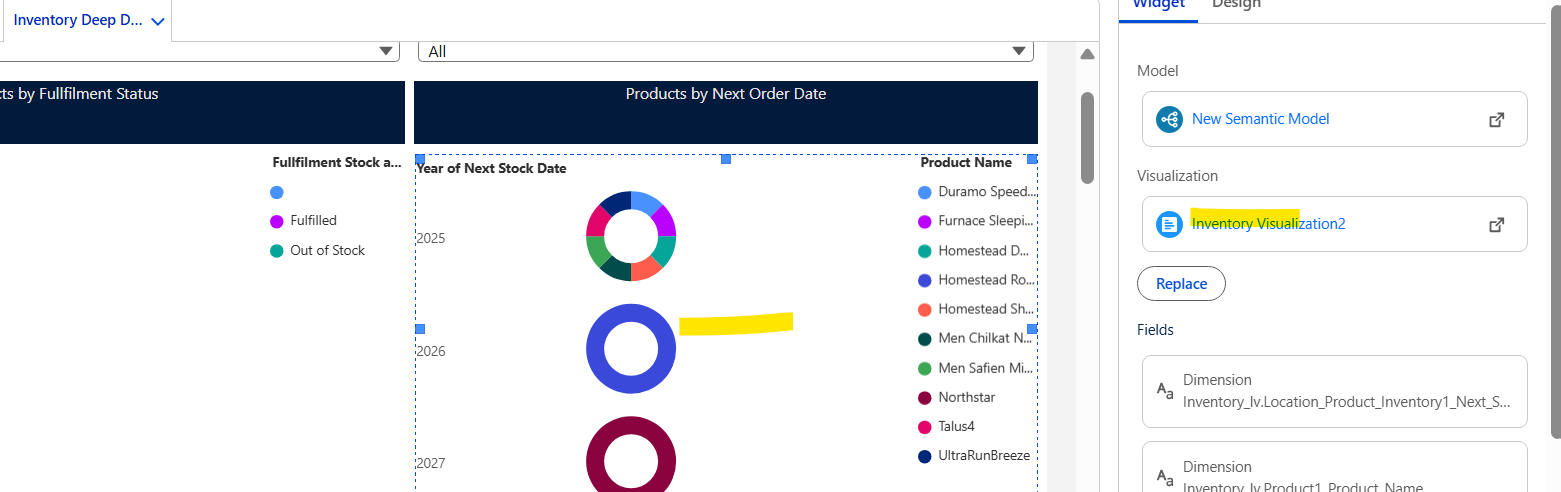 Inventory Deep D...
All
cts by Fullfilment Status
Products by Next Order Date
Fullfilment Stock a...
Fulfilled
Out of Stock
Year of Next Stock Date
2025
2026
2027
Product Name
Duramo Speed...
Furnace Sleepi...
Homestead D...
Homestead Ro...
Homestead Sh...
Men Chilkat N...
Men Safien Mi...
Northstar
Talus4
UltraRunBreeze
Widget Design
Model
New Semantic Model
Visualization
Inventory Visualization2
Replace
Fields
Dimension
Inventory_Iv.Location_Product_Inventory1_Next_S...
Dimension
Inventory_Iv.Product1_Product_Name